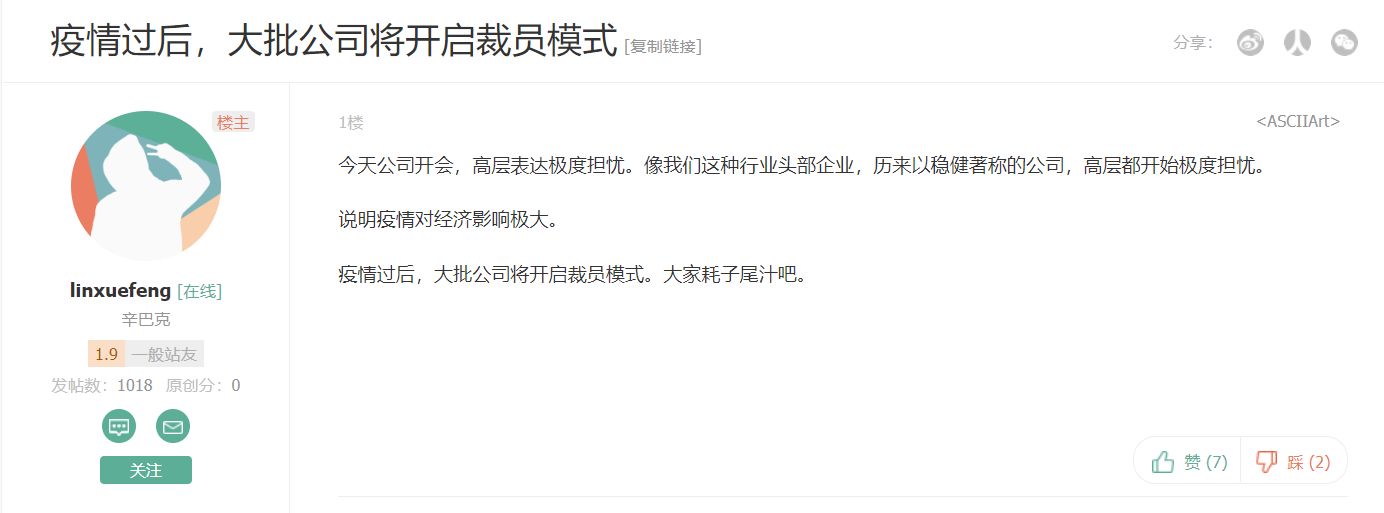 疫情过后，大批公司将开启裁员模式 [复制链接]
分享：
楼主
1楼
<ASCIIArt>
今天公司开会，高层表达极度担忧。像我们这种行业头部企业，历来以稳健著称的公司，高层都开始极度担忧。
说明疫情对经济影响极大。
疫情过后，大批公司将开启裁员模式。大家耗子尾汁吧。
linxuefeng [在线]
辛巴克
1.9 一般站友
发帖数：1018 原创分：0
关注
赞 (7) 踩 (2)